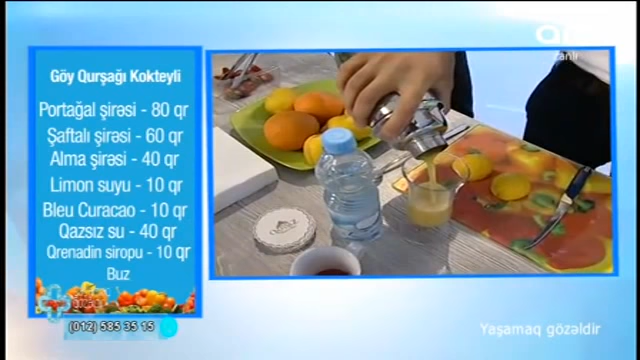 Göy Qurşağı Kokteyli
Portağal şirəsi - 80 qr
Şaftalı şirəsi - 60 qr
Alma şirəsi - 40 qr
Limon suyu - 10 qr
Bleu Curacao - 10 qr
Qazsız su - 40 qr
Qrenadin siropu - 10 qr
Buz
(012) 585 35 15
canlı
Yaşamaq gözəldir